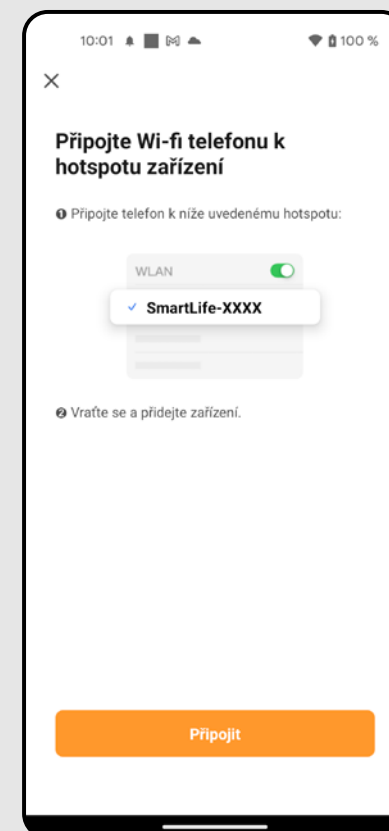 10:01 100 %
Připojte Wi-fi telefonu k
hotspotu zařízení
❶ Připojte telefon k níže uvedenému hotspotu:
WLAN
SmartLife-XXXX
❷ Vraťte se a přidejte zařízení.
Připojit